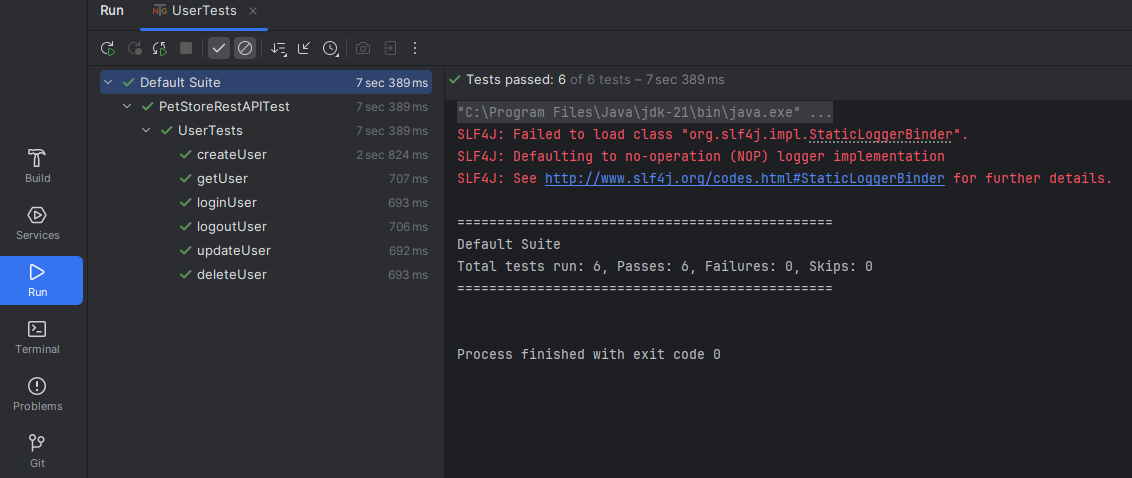 Run
UserTests
Default Suite 7 sec 389 ms
PetStoreRestAPITest 7 sec 389 ms
UserTests 7 sec 389 ms
createUser 2 sec 824 ms
getUser 707 ms
loginUser 693 ms
logoutUser 706 ms
updateUser 692 ms
deleteUser 693 ms
Tests passed: 6 of 6 tests – 7 sec 389 ms
"C:\Program Files\Java\jdk-21\bin\java.exe" ...
SLF4J: Failed to load class "org.slf4j.impl.StaticLoggerBinder".
SLF4J: Defaulting to no-operation (NOP) logger implementation
SLF4J: See http://www.slf4j.org/codes.html#StaticLoggerBinder for further details.
===============================================
Default Suite
Total tests run: 6, Passes: 6, Failures: 0, Skips: 0
===============================================
Process finished with exit code 0
Build
Services
Run
Terminal
Problems
Git